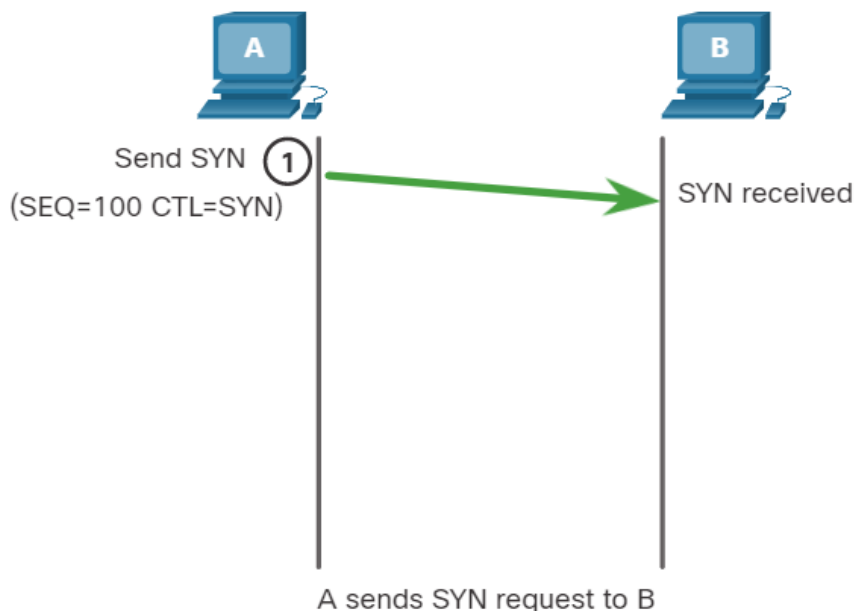 A
B
Send SYN
1
(SEQ=100 CTL=SYN)
SYN received
A sends SYN request to B